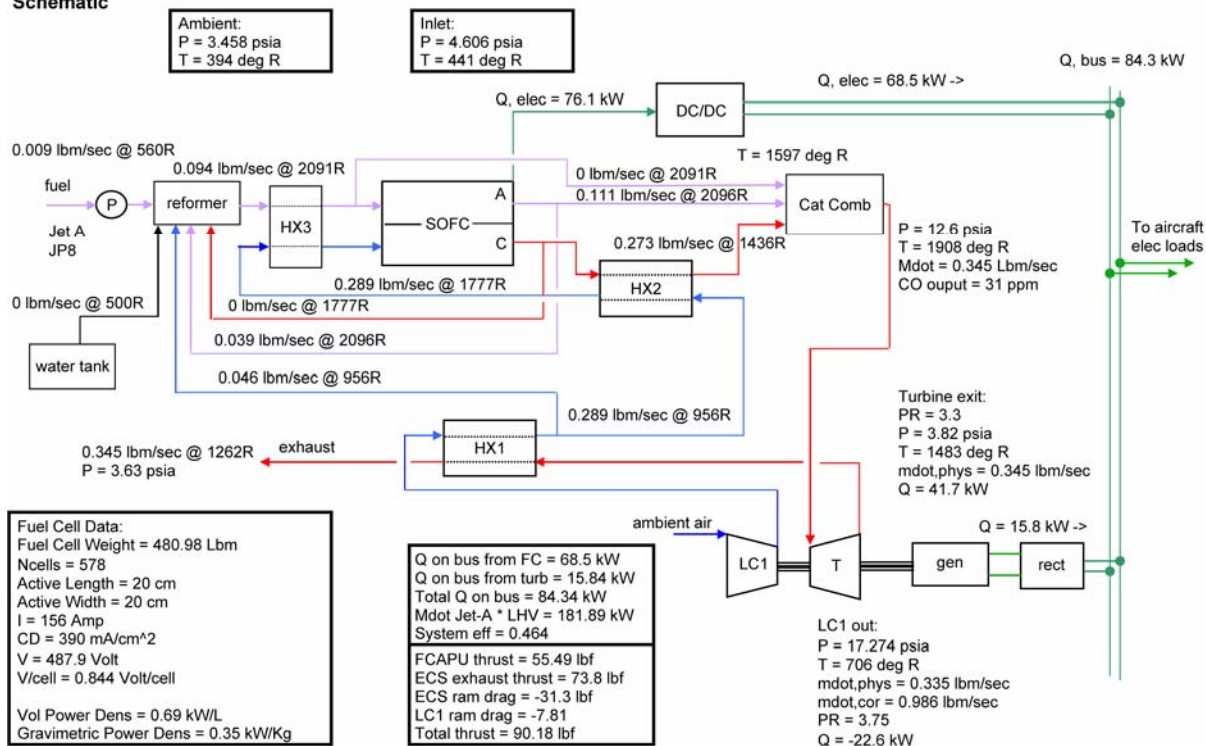 Schematic
Ambient:
P = 3.458 psia
T = 394 deg R
Inlet:
P = 4.606 psia
T = 441 deg R
Q, elec = 76.1 kW
DC/DC
Q, elec = 68.5 kW ->
Q, bus = 84.3 kW
0.009 lbm/sec @ 560R
fuel
P
Jet A
JP8
reformer
0.094 lbm/sec @ 2091R
HX3
A
SOFC
C
T = 1597 deg R
0 lbm/sec @ 2091R
0.111 lbm/sec @ 2096R
Cat Comb
0.273 lbm/sec @ 1436R
HX2
P = 12.6 psia
T = 1908 deg R
Mdot = 0.345 Lbm/sec
CO ouput = 31 ppm
To aircraft
elec loads
0.289 lbm/sec @ 1777R
0 lbm/sec @ 1777R
0 lbm/sec @ 500R
water tank
0.039 lbm/sec @ 2096R
0.046 lbm/sec @ 956R
0.289 lbm/sec @ 956R
HX1
0.345 lbm/sec @ 1262R
P = 3.63 psia
exhaust
Turbine exit:
PR = 3.3
P = 3.82 psia
T = 1483 deg R
mdot,phys = 0.345 lbm/sec
Q = 41.7 kW
ambient air
LC1
T
gen
Q = 15.8 kW ->
rect
LC1 out:
P = 17.274 psia
T = 706 deg R
mdot,phys = 0.335 lbm/sec
mdot,cor = 0.986 lbm/sec
PR = 3.75
Q = -22.6 kW
Fuel Cell Data:
Fuel Cell Weight = 480.98 Lbm
Ncells = 578
Active Length = 20 cm
Active Width = 20 cm
I = 156 Amp
CD = 390 mA/cm^2
V = 487.9 Volt
V/cell = 0.844 Volt/cell
Vol Power Dens = 0.69 kW/L
Gravimetric Power Dens = 0.35 kW/Kg
Q on bus from FC = 68.5 kW
Q on bus from turb = 15.84 kW
Total Q on bus = 84.34 kW
Mdot Jet-A * LHV = 181.89 kW
System eff = 0.464
FCAPU thrust = 55.49 lbf
ECS exhaust thrust = 73.8 lbf
ECS ram drag = -31.3 lbf
LC1 ram drag = -7.81
Total thrust = 90.18 lbf